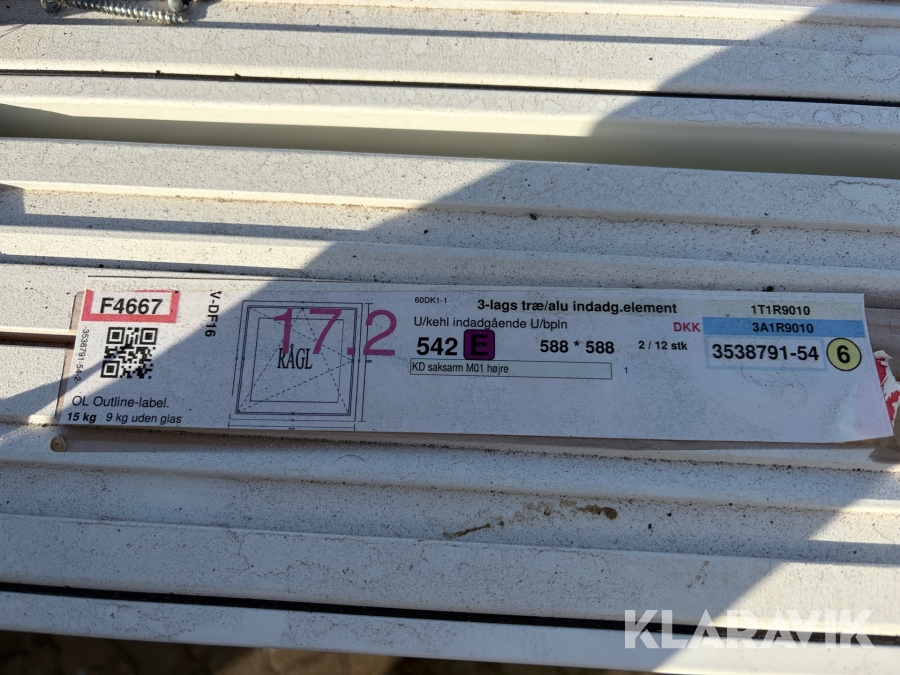 F4667
3538791-54-2
V-DF16
OL Outline-label.
15 kg 9 kg uden glas
17.2
RAGL
60DK1-1
3-lags træ/alu indadg.element
U/kehl indadgående U/bpln
542 E 588 * 588
2 / 12 stk
KD saksarm M01 højre
1
1T1R9010
DKK 3A1R9010
3538791-54 6
KLARAVIK